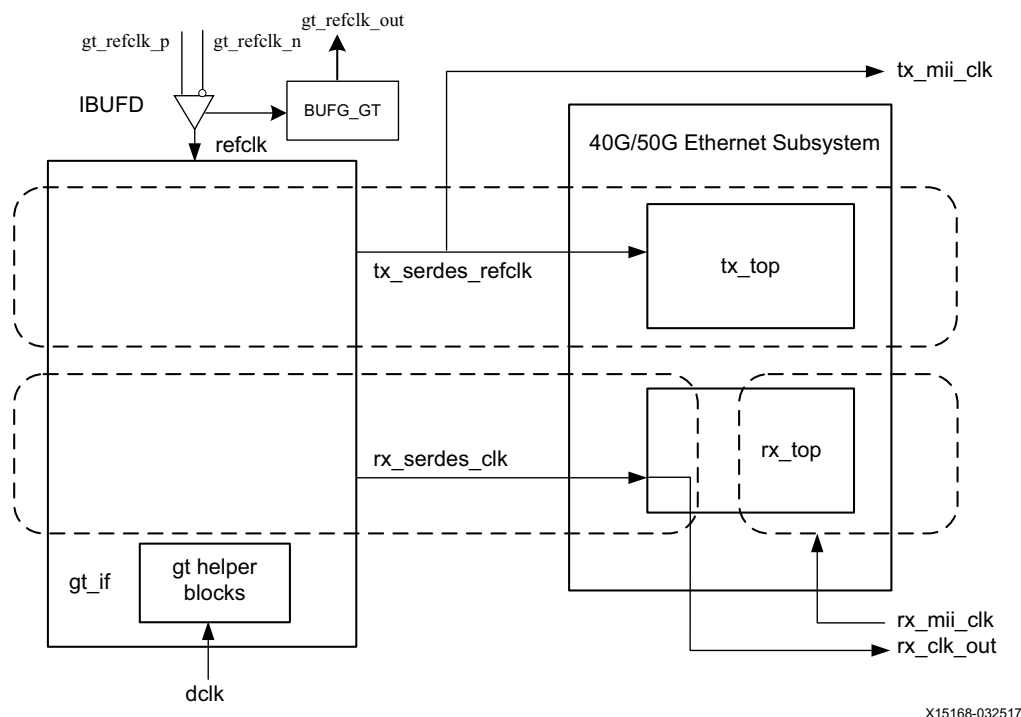 gt_refclk_out
gt_refclk_p
gt_refclk_n
tx_mii_clk
IBUFD
BUFG_GT
refclk
40G/50G Ethernet Subsystem
tx_serdes_refclk
tx_top
rx_serdes_clk
rx_top
gt_if
gt helper
blocks
rx_mii_clk
rx_clk_out
dclk
X15168-032517